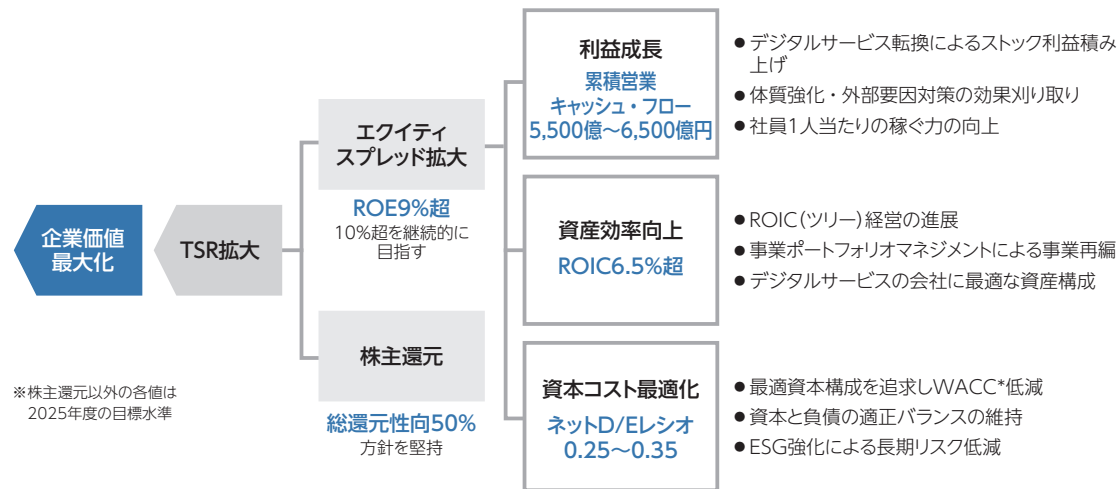 企業価値
最大化
TSR拡大
エクイティ
スプレッド拡大
ROE9%超
10%超を継続的に
目指す
株主還元
総還元性向50%
方針を堅持
利益成長
累積営業
キャッシュ・フロー
5,500億～6,500億円
●デジタルサービス転換によるストック利益積み
上げ
●体質強化・外部要因対策の効果刈り取り
●社員1人当たりの稼ぐ力の向上
資産効率向上
ROIC6.5%超
●ROIC(ツリー)経営の進展
●事業ポートフォリオマネジメントによる事業再編
●デジタルサービスの会社に最適な資産構成
資本コスト最適化
ネットD/Eレシオ
0.25～0.35
●最適資本構成を追求しWACC*低減
●資本と負債の適正バランスの維持
●ESG強化による長期リスク低減
※株主還元以外の各値は
2025年度の目標水準